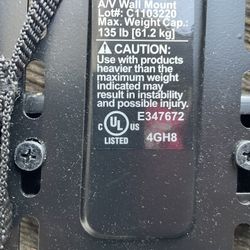 A/V Wall Mount
Lot#: C1103220
Max. Weight Cap.:
135 lb [61.2 kg]
CAUTION:
Use with products
heavier than the
maximum weight
indicated may
result in instability
and possible injury.
E347672
C UL US
LISTED
4GH8